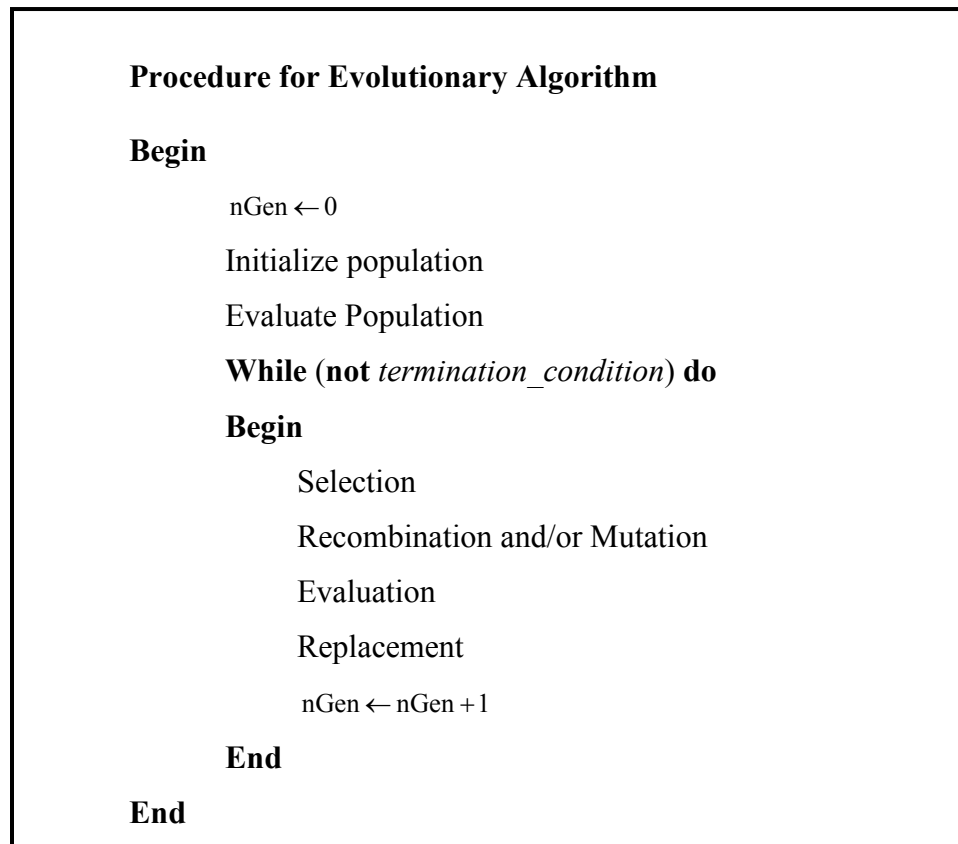 Procedure for Evolutionary Algorithm
Begin
nGen ← 0
Initialize population
Evaluate Population
While (not termination_condition) do
Begin
Selection
Recombination and/or Mutation
Evaluation
Replacement
nGen ← nGen +1
End
End